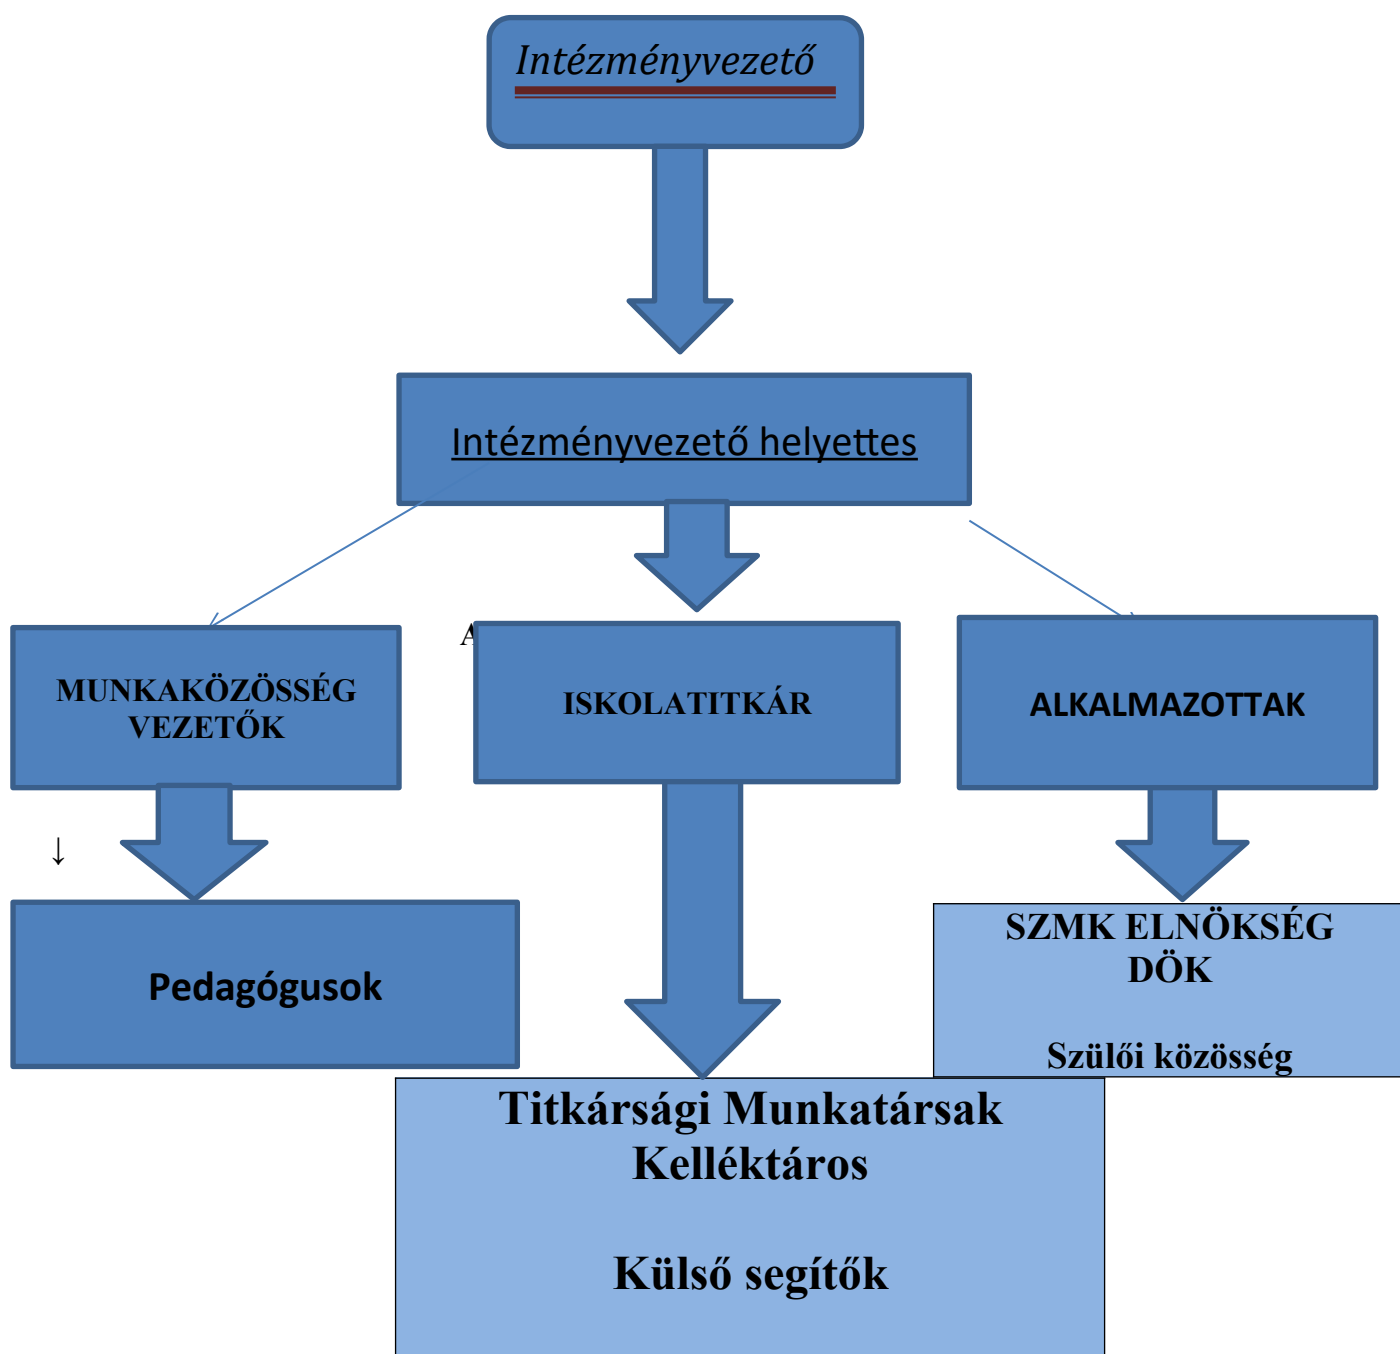 Intézményvezető
Intézményvezető helyettes
A
MUNKAKÖZÖSSÉG
VEZETŐK
ISKOLATITKÁR
ALKALMAZOTTAK
↓
Pedagógusok
SZMK ELNÖKSÉG
DÖK
Szülői közösség
Titkársági Munkatársak
Kelléktáros
Külső segítők